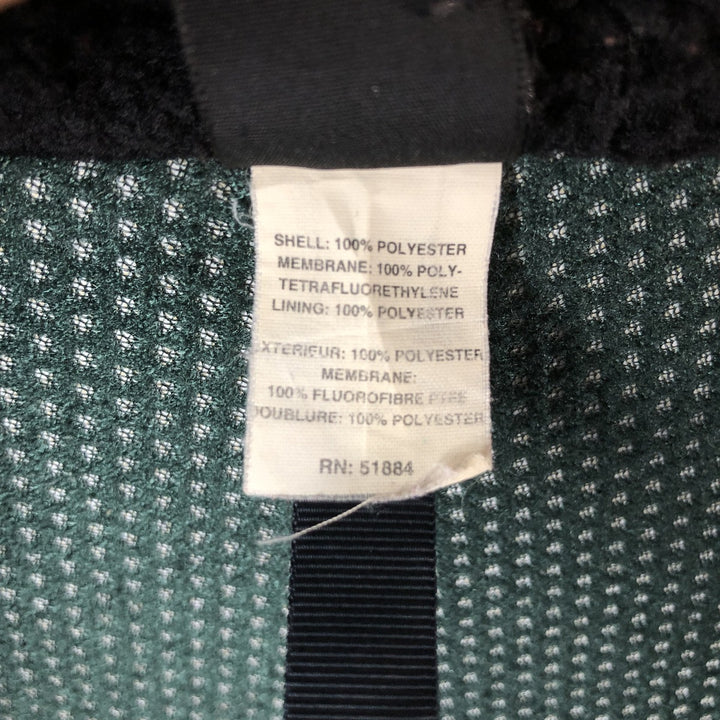 SHELL: 100% POLYESTER
MEMBRANE: 100% POLY-
TETRAFLUORETHYLENE
LINING: 100% POLYESTER
XTERIEUR: 100% POLYESTER
MEMBRANE:
100% FLUOROFIBRE PTFE
DOUBLURE: 100% POLYESTER
RN: 51884